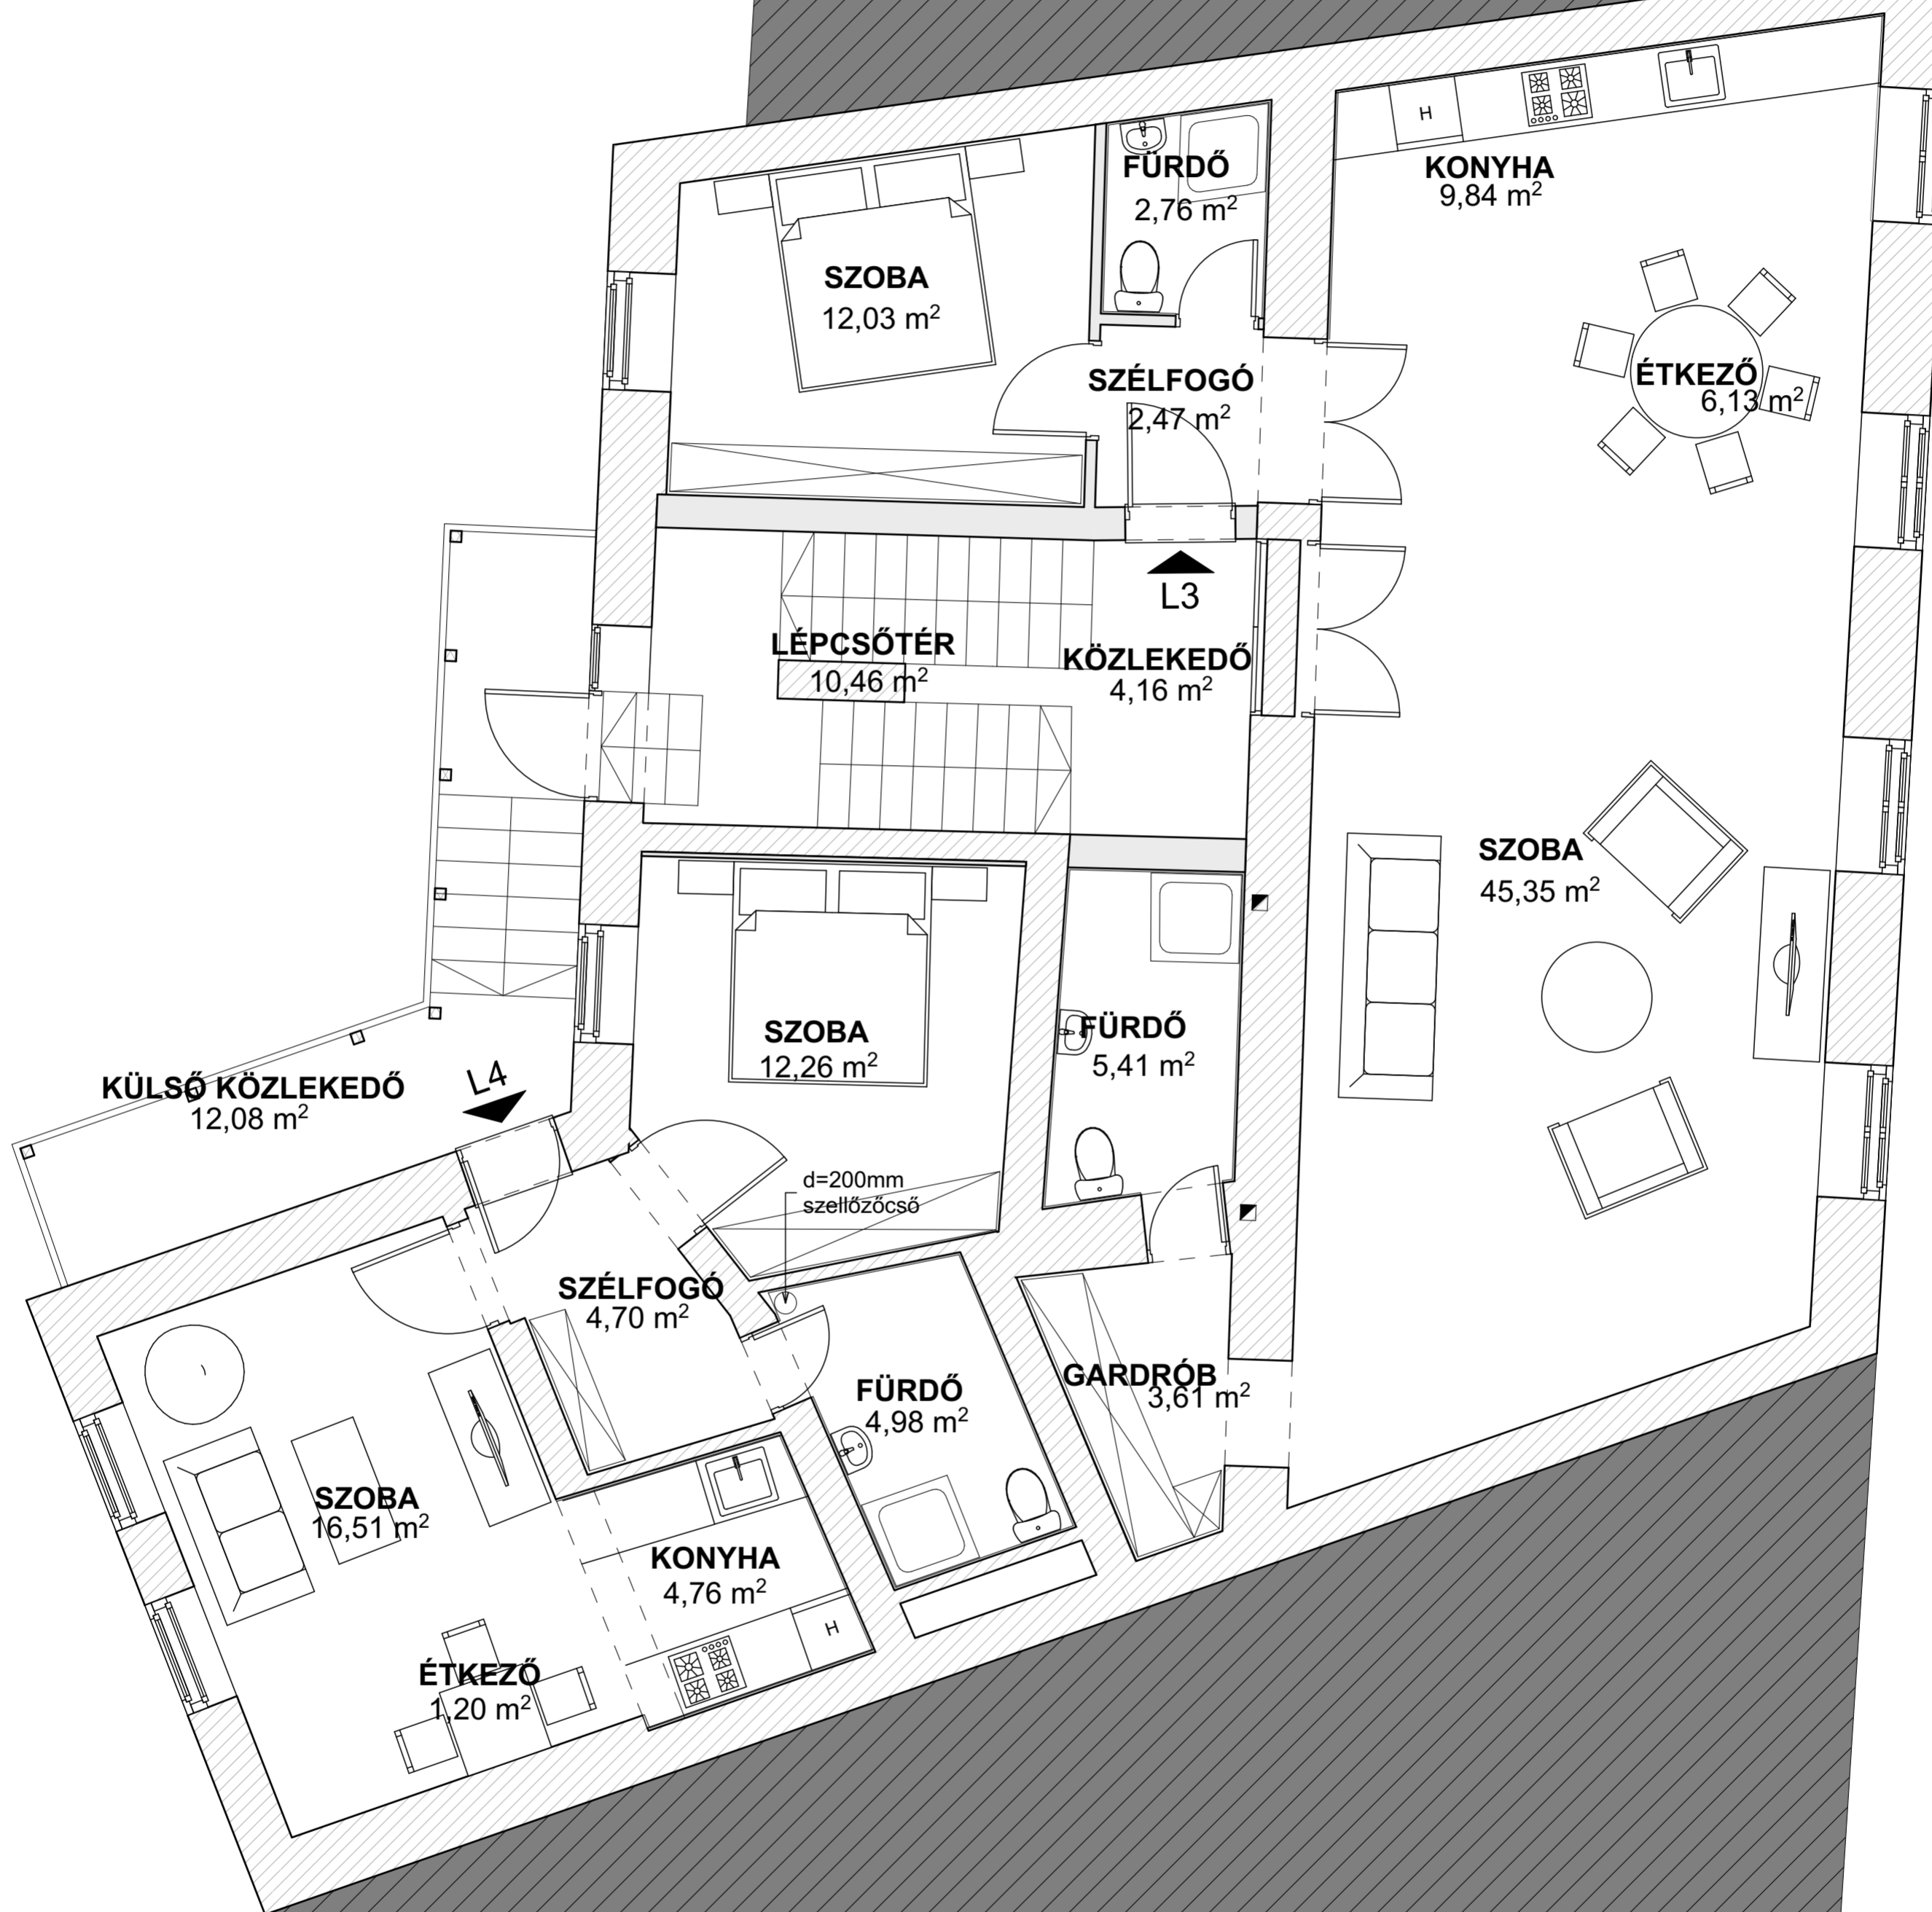 H
FÜRDŐ
2,76 m²
KONYHA
9,84 m²
SZOBA
12,03 m²
SZÉLFOGÓ
2,47 m²
ÉTKEZŐ
6,13 m²
L3
LÉPCSŐTÉR
10,46 m²
KÖZLEKEDŐ
4,16 m²
SZOBA
45,35 m²
SZOBA
12,26 m²
FÜRDŐ
5,41 m²
KÜLSŐ KÖZLEKEDŐ
12,08 m²
L4
d=200mm
szellőzőcső
SZÉLFOGÓ
4,70 m²
FÜRDŐ
4,98 m²
GARDRÓB
3,61 m²
SZOBA
16,51 m²
KONYHA
4,76 m²
H
ÉTKEZŐ
1,20 m²